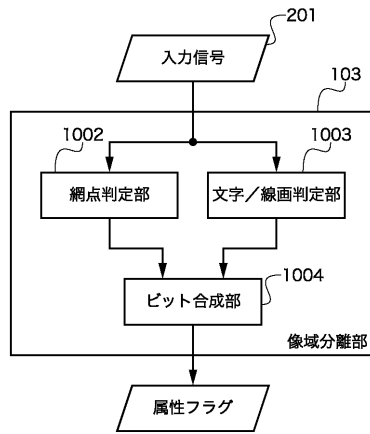 201
入力信号
103
1002
1003
網点判定部
文字／線画判定部
1004
ビット合成部
像域分離部
属性フラグ